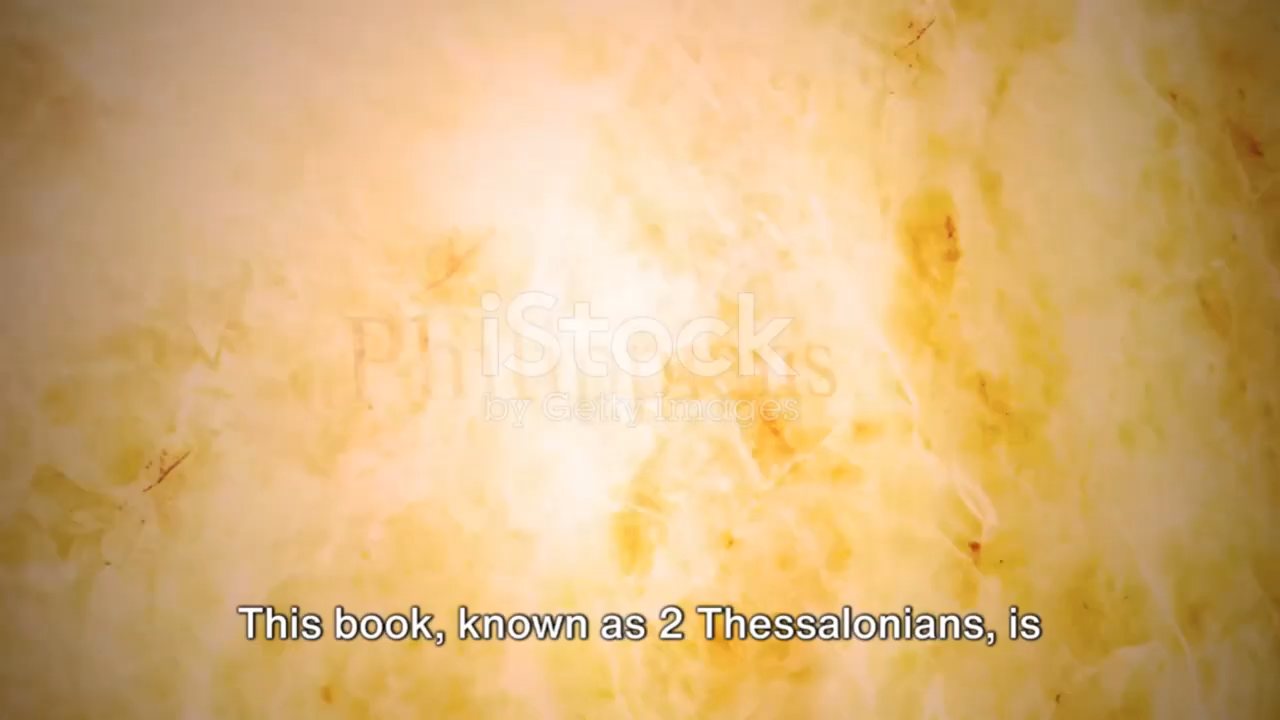 iStock
by Getty Images
This book, known as 2 Thessalonians, is